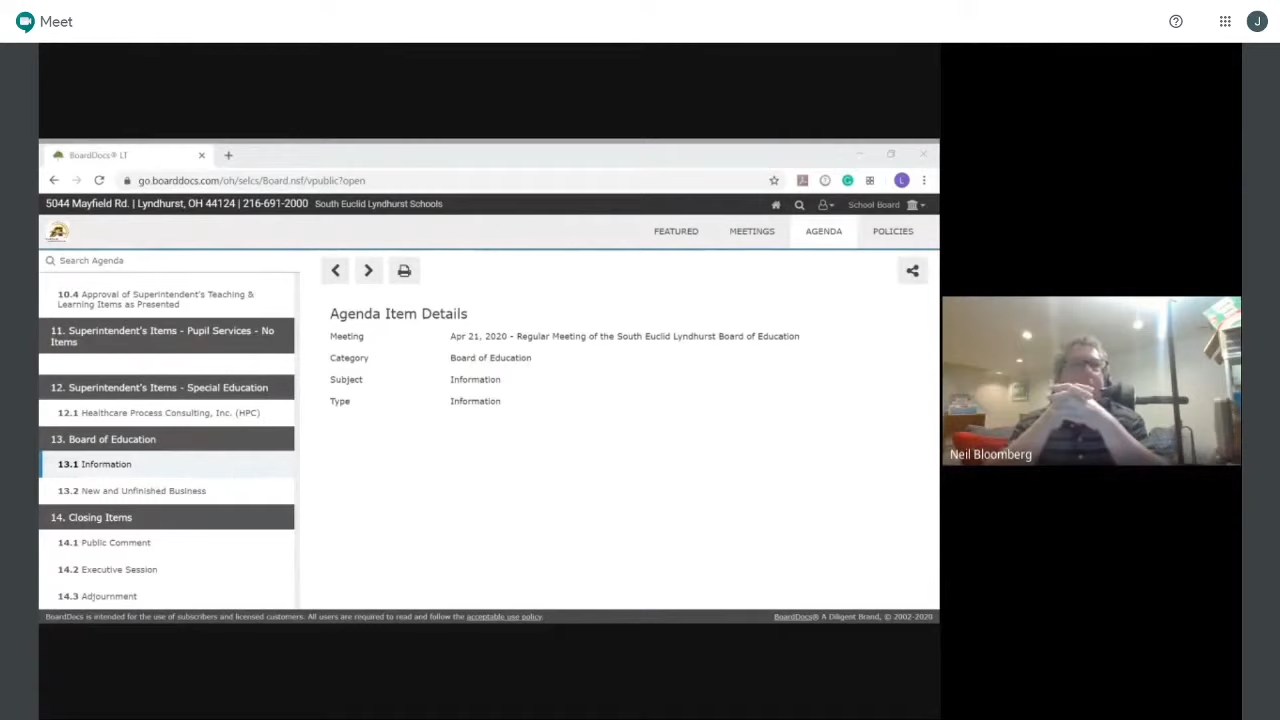 Meet
J
BoardDocs® LT
go.boarddocs.com/oh/selcs/Board.nsf/vpublic?open
L
5044 Mayfield Rd. | Lyndhurst, OH 44124 | 216-691-2000 South Euclid Lyndhurst Schools
School Board
FEATURED MEETINGS AGENDA POLICIES
Search Agenda
10.4 Approval of Superintendent's Teaching &
Learning Items as Presented
11. Superintendent's Items - Pupil Services - No
Items
12. Superintendent's Items - Special Education
12.1 Healthcare Process Consulting, Inc. (HPC)
13. Board of Education
13.1 Information
13.2 New and Unfinished Business
14. Closing Items
14.1 Public Comment
14.2 Executive Session
14.3 Adjournment
Agenda Item Details
Meeting Apr 21, 2020 - Regular Meeting of the South Euclid Lyndhurst Board of Education
Category Board of Education
Subject Information
Type Information
Neil Bloomberg
BoardDocs is intended for the use of subscribers and licensed customers. All users are required to read and follow the acceptable use policy.
BoardDocs® A Diligent Brand, © 2002-2020